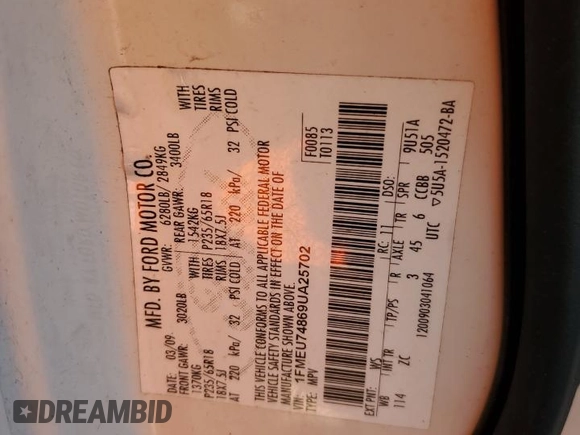 MFD. BY FORD MOTOR CO.
DATE: 03/09 GVWR: 6280LB/ 2849KG
FRONT GAWR: 3020LB REAR GAWR: 3400LB
1370KG WITH 1542KG WITH
P235/65R18 TIRES P235/65R18 TIRES
18X7.5J RIMS 18X7.5J RIMS
AT 220 kPa/ 32 PSI COLD AT 220 kPa/ 32 PSI COLD
THIS VEHICLE CONFORMS TO ALL APPLICABLE FEDERAL MOTOR
VEHICLE SAFETY STANDARDS IN EFFECT ON THE DATE OF
MANUFACTURE SHOWN ABOVE.
VIN: 1FMEU74869UA25702
TYPE: MPV
F0085
T0113
EXT PNT: WS RC: 11 DSO:
WB INT TR TP/PS R AXLE TR SPR 9U51A
114 ZC 3 45 6 CCBB 505
1200903041064 UTC ▽5U5A-1520472-BA
DREAMBID